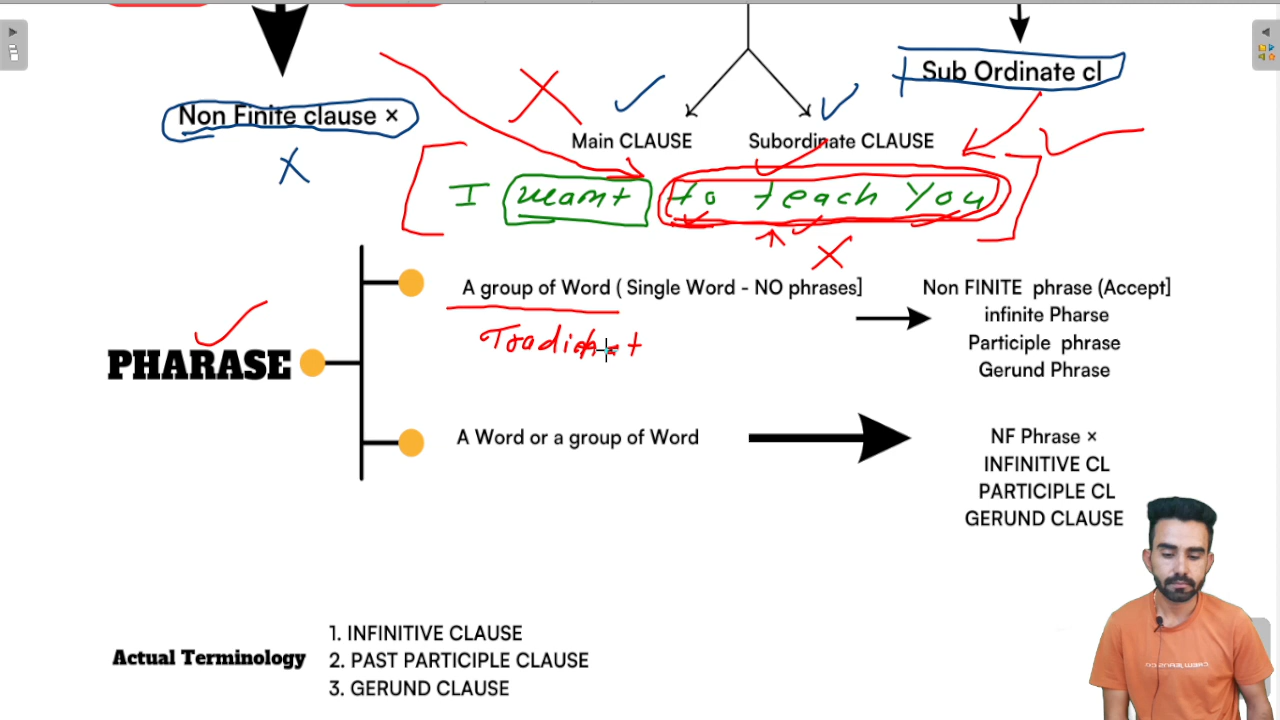 Sub Ordinate cl
Non Finite clause ×
Main CLAUSE
Subordinate CLAUSE
I
to teach You
A group of Word ( Single Word - NO phrases]
Non FINITE phrase (Accept]
infinite Pharse
Participle phrase
Gerund Phrase
PHARASE
A Word or a group of Word
NF Phrase ×
INFINITIVE CL
PARTICIPLE CL
GERUND CLAUSE
Actual Terminology
1. INFINITIVE CLAUSE
2. PAST PARTICIPLE CLAUSE
3. GERUND CLAUSE